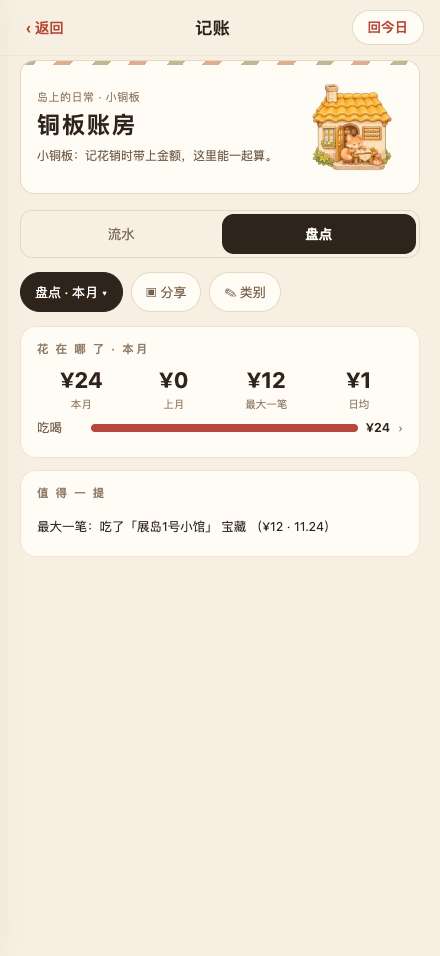 ‹ 返回
记账
回今日
岛上的日常 · 小铜板
铜板账房
小铜板：记花销时带上金额，这里能一起算。
流水
盘点
盘点 · 本月 ▾
▣ 分享
✎ 类别
花在哪了 · 本月
¥24
¥0
¥12
¥1
本月
上月
最大一笔
日均
吃喝
¥24 ›
值得一提
最大一笔：吃了「展岛1号小馆」 宝藏 （¥12 · 11.24）